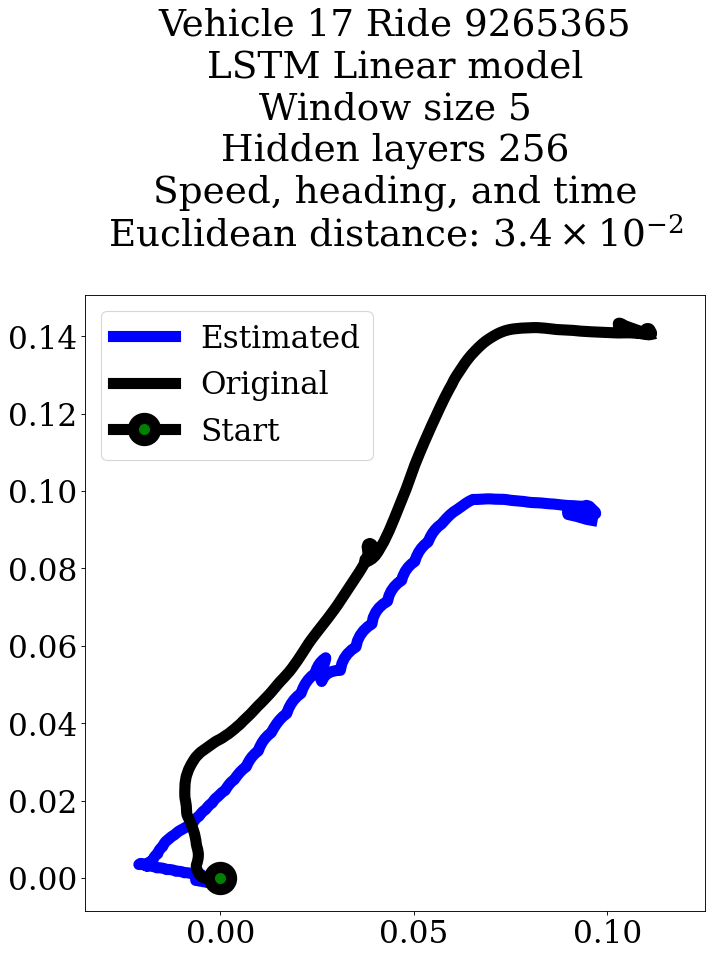 Vehicle 17 Ride 9265365
LSTM Linear model
Window size 5
Hidden layers 256
Speed, heading, and time
Euclidean distance: 3.4 × 10⁻²
Estimated
Original
Start
0.14
0.12
0.10
0.08
0.06
0.04
0.02
0.00
0.00 0.05 0.10